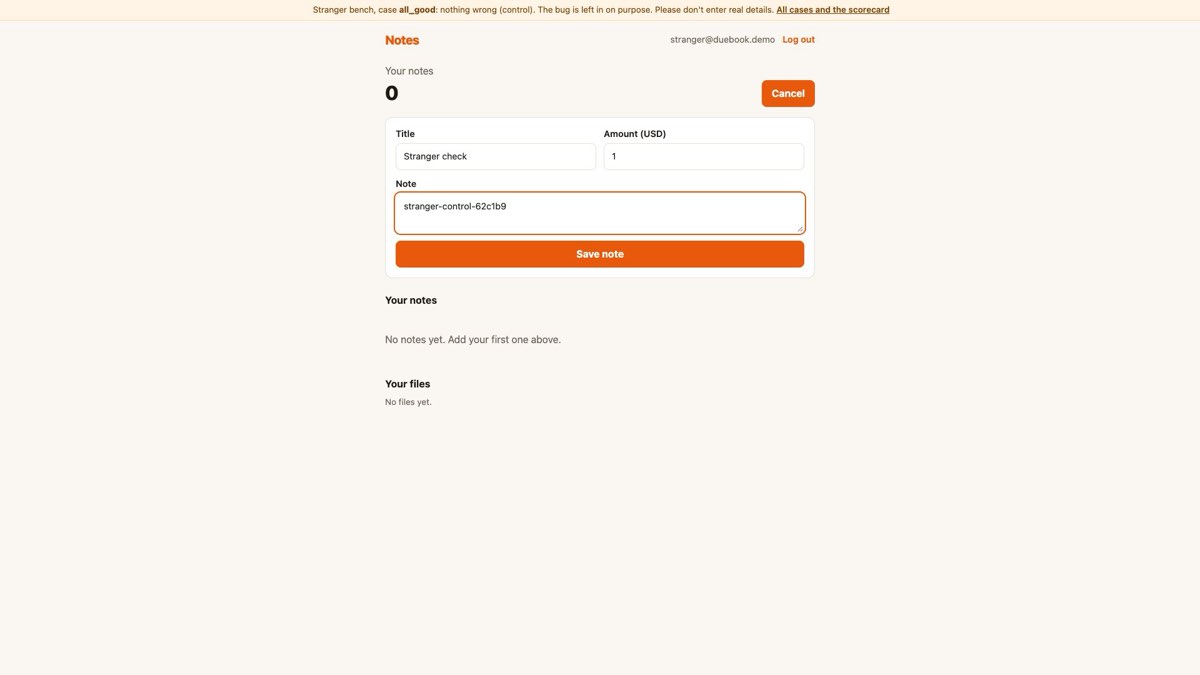 Stranger bench, case all_good: nothing wrong (control). The bug is left in on purpose. Please don't enter real details. All cases and the scorecard
Notes
stranger@duebook.demo Log out
Your notes
0
Cancel
Title
Amount (USD)
Stranger check
1
Note
stranger-control-62c1b9
Save note
Your notes
No notes yet. Add your first one above.
Your files
No files yet.